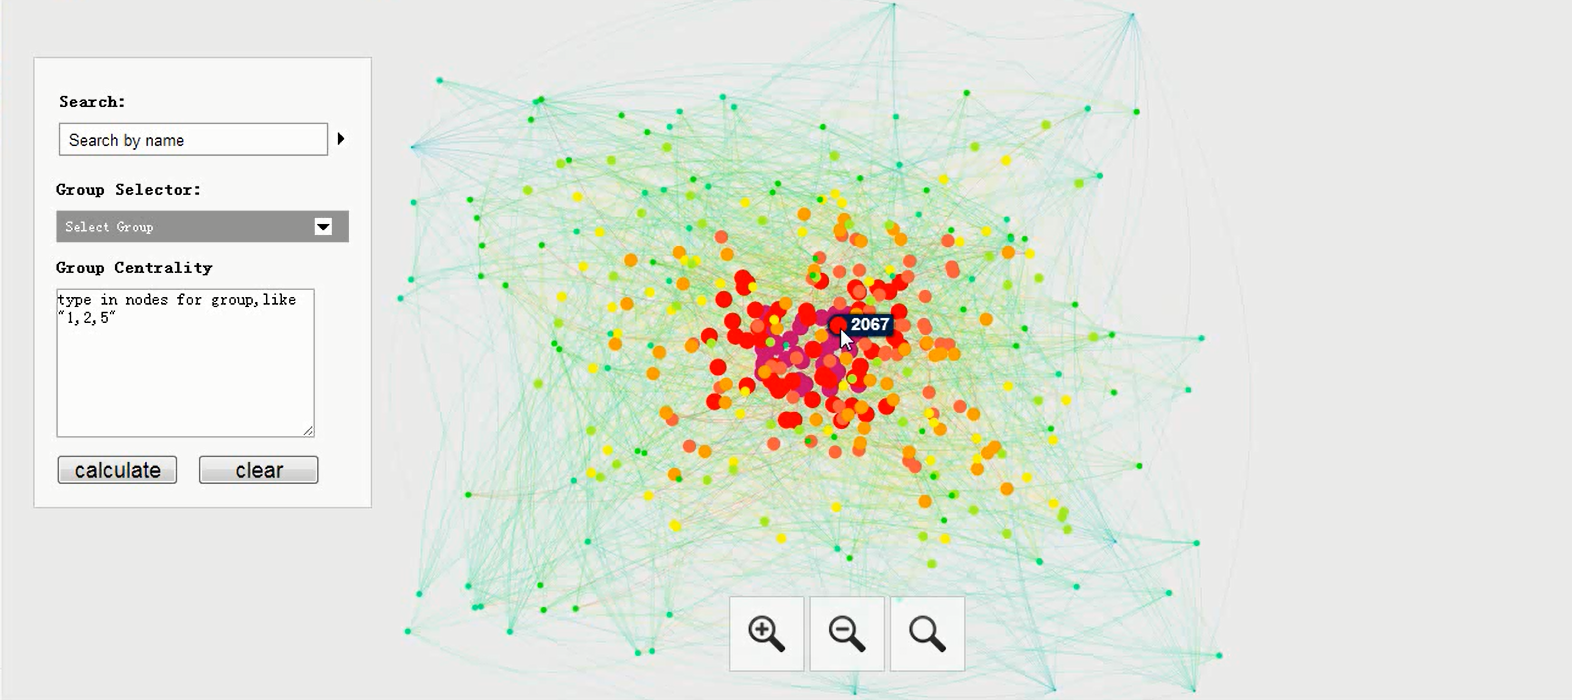 Search:
Search by name
Group Selector:
Select Group
Group Centrality
type in nodes for group,like
"1,2,5"
calculate
clear
2067